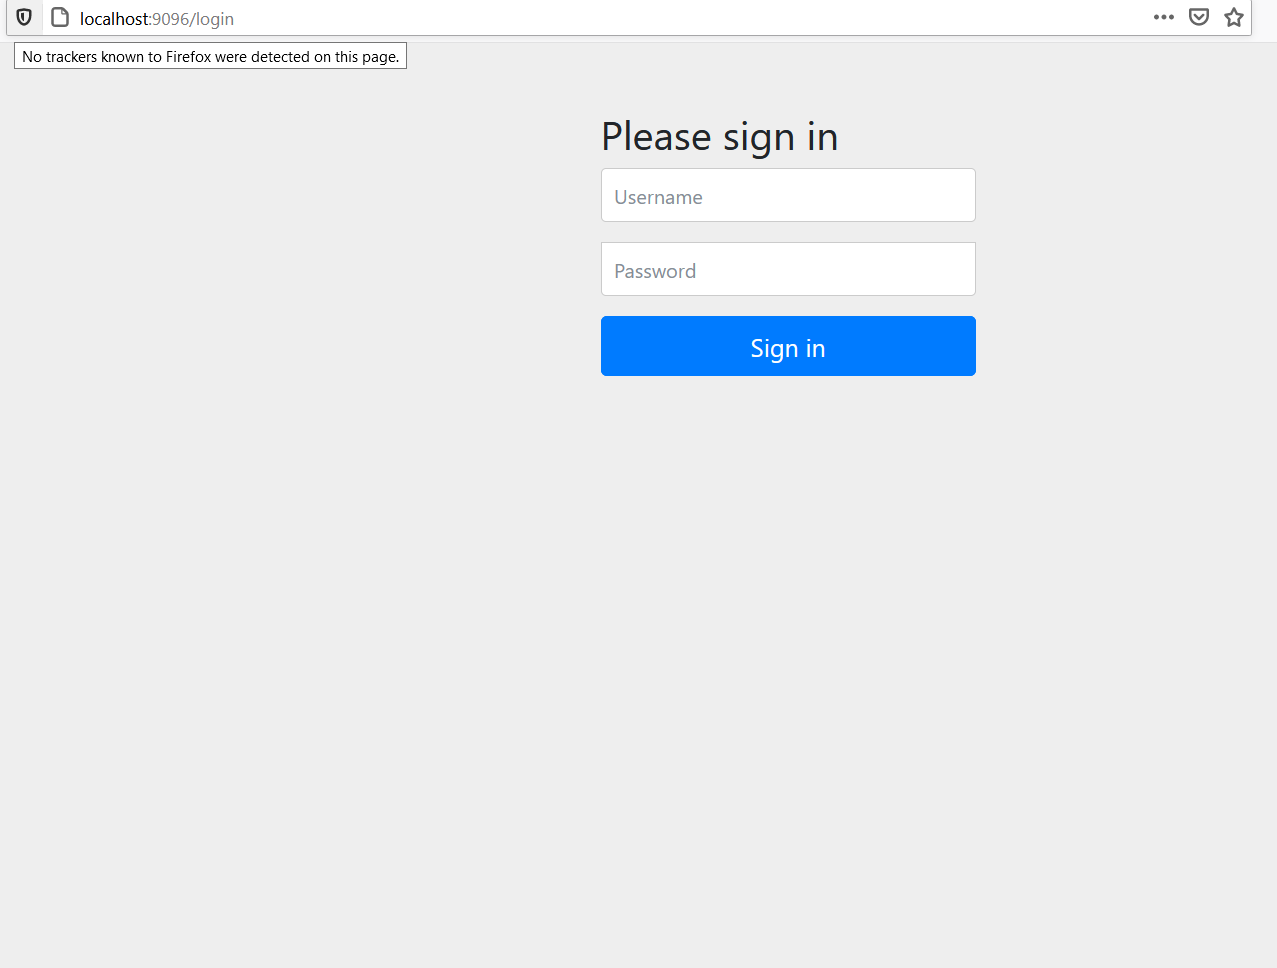 localhost:9096/login
No trackers known to Firefox were detected on this page.
Please sign in
Username
Password
Sign in